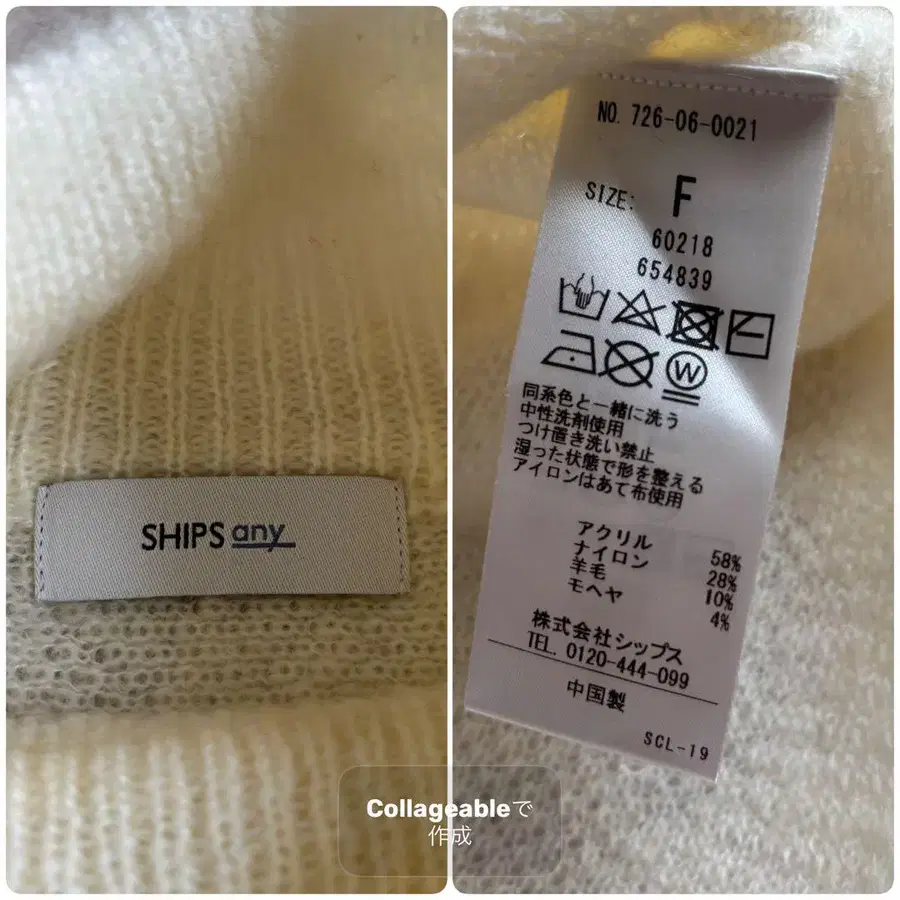 SHIPS any
NO. 726-06-0021
SIZE: F
60218
654839
W
同系色と一緒に洗う
中性洗剤使用
つけ置き洗い禁止
湿った状態で形を整える
アイロンはあて布使用
アクリル 58%
ナイロン 28%
羊毛 10%
モヘヤ 4%
株式会社シップス
TEL. 0120-444-099
中国製
SCL-19
Collageableで
作成